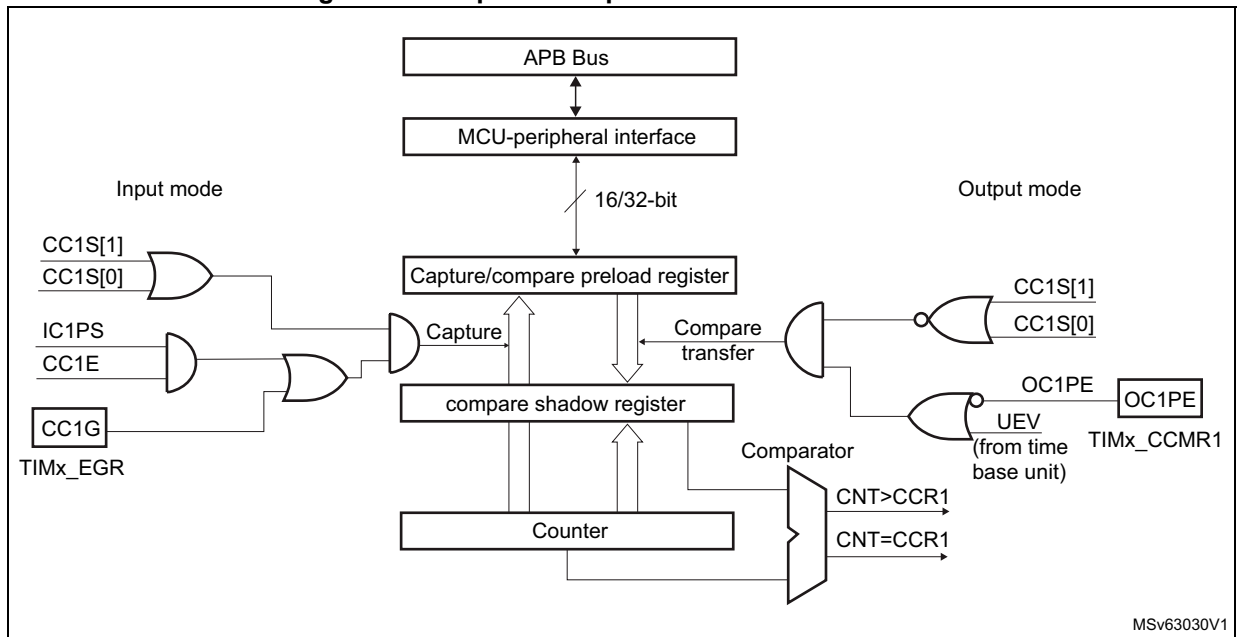 APB Bus
MCU-peripheral interface
Input mode
16/32-bit
Output mode
CC1S[1]
CC1S[0]
Capture/compare preload register
CC1S[1]
CC1S[0]
IC1PS
CC1E
Capture
Compare
transfer
CC1G
TIMx_EGR
compare shadow register
OC1PE
OC1PE
UEV
(from time
base unit)
TIMx_CCMR1
Comparator
CNT>CCR1
Counter
CNT=CCR1
MSv63030V1